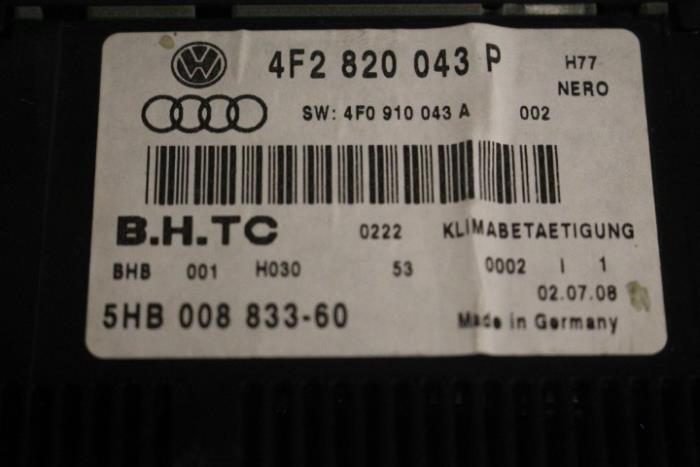 4F2 820 043 P H77
NERO
SW: 4F0 910 043 A 002
B.H.TC 0222 KLIMABETAETIGUNG
BHB 001 H030 53 0002 I 1
02.07.08
5HB 008 833-60 Made in Germany